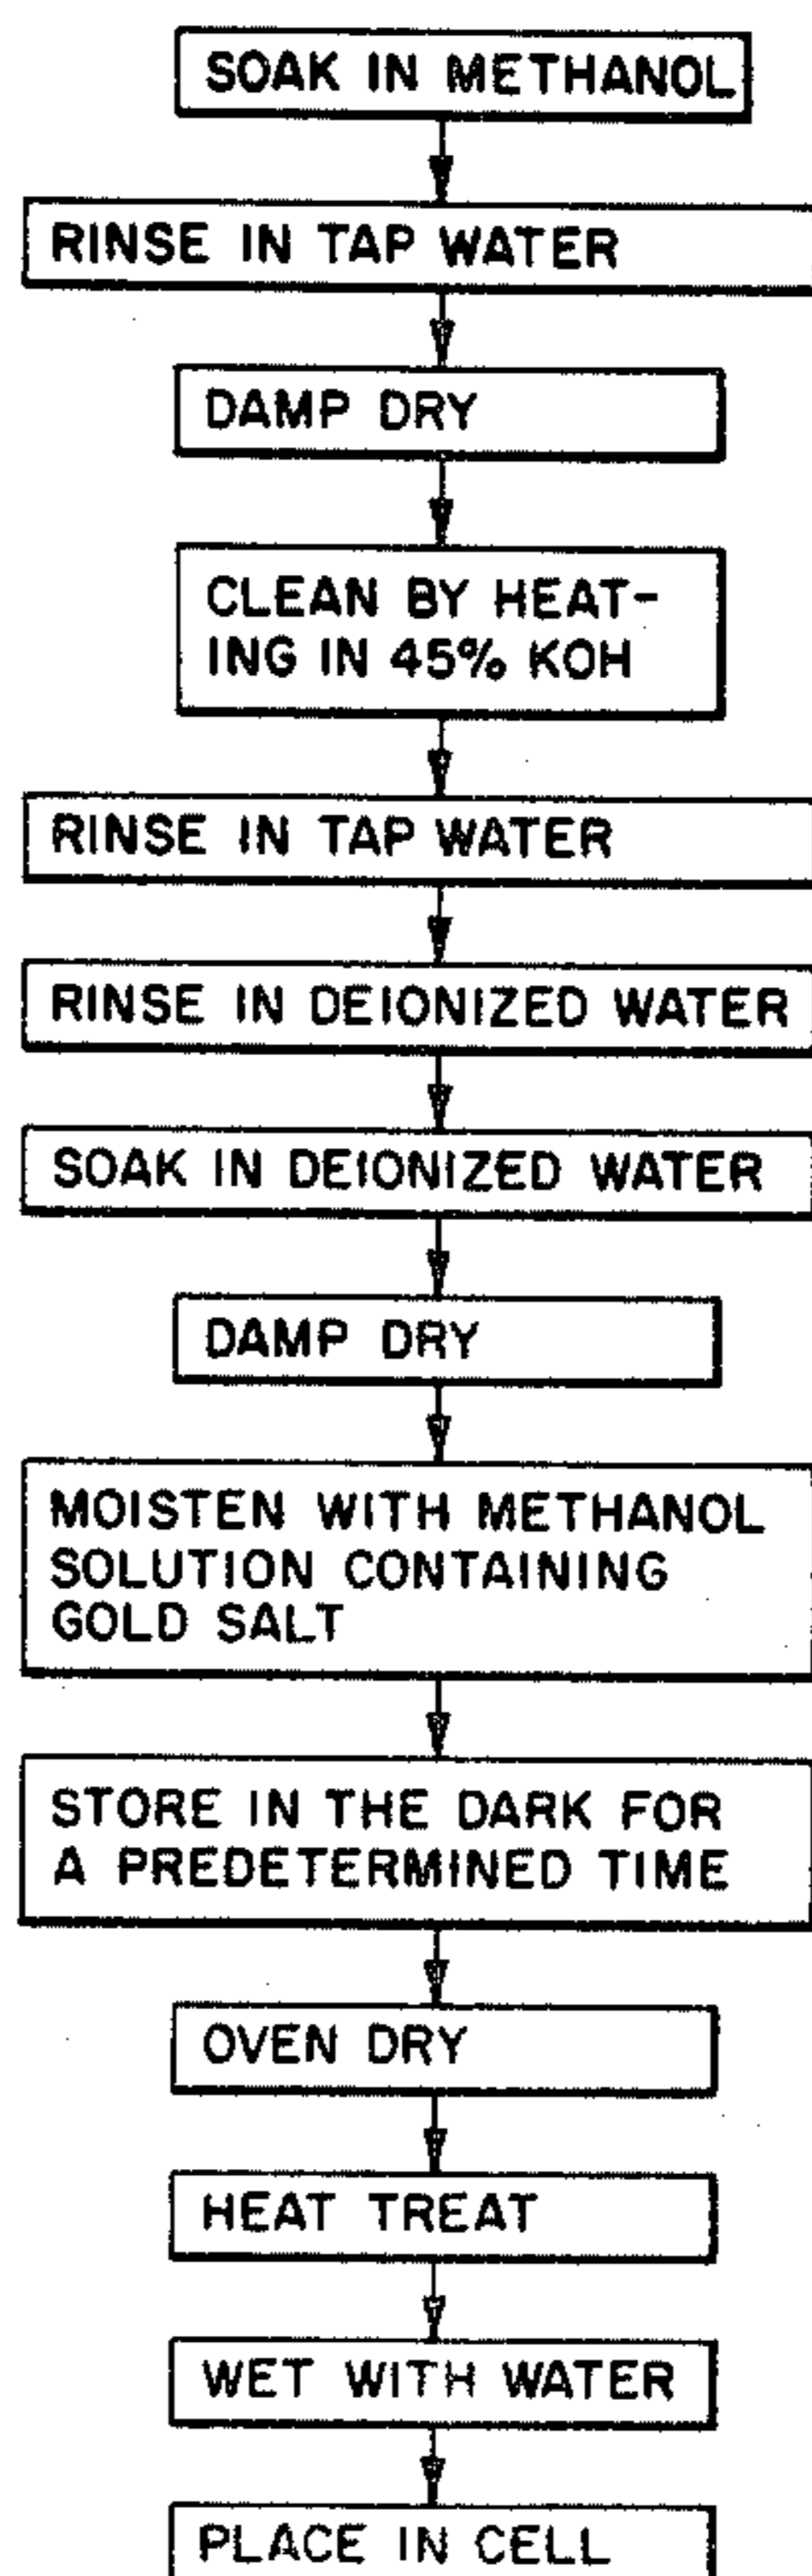 SOAK IN METHANOL
RINSE IN TAP WATER
DAMP DRY
CLEAN BY HEAT-
ING IN 45% KOH
RINSE IN TAP WATER
RINSE IN DEIONIZED WATER
SOAK IN DEIONIZED WATER
DAMP DRY
MOISTEN WITH METHANOL
SOLUTION CONTAINING
GOLD SALT
STORE IN THE DARK FOR
A PREDETERMINED TIME
OVEN DRY
HEAT TREAT
WET WITH WATER
PLACE IN CELL